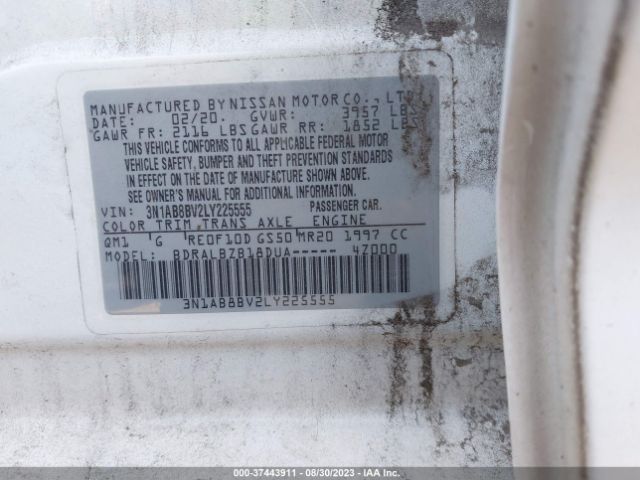 MANUFACTURED BY NISSAN MOTOR CO., LTD
DATE: 02/20. GVWR: 3957 LBS
GAWR FR: 2116 LBS GAWR RR: 1852 LB
THIS VEHICLE CONFORMS TO ALL APPLICABLE FEDERAL MOTOR
VEHICLE SAFETY, BUMPER AND THEFT PREVENTION STANDARDS
IN EFFECT ON THE DATE OF MANUFACTURE SHOWN ABOVE.
SEE OWNER'S MANUAL FOR ADDITIONAL INFORMATION.
VIN: 3N1AB8BV2LY225555 PASSENGER CAR.
COLOR TRIM TRANS AXLE ENGINE
QM1 G RE0F10D GS50 MR20 1997 CC
MODEL: BDRALBZB18DUA----- 4Z000
3N1AB8BV2LY225555
000-37443911 - 08/30/2023 - © IAA Inc.